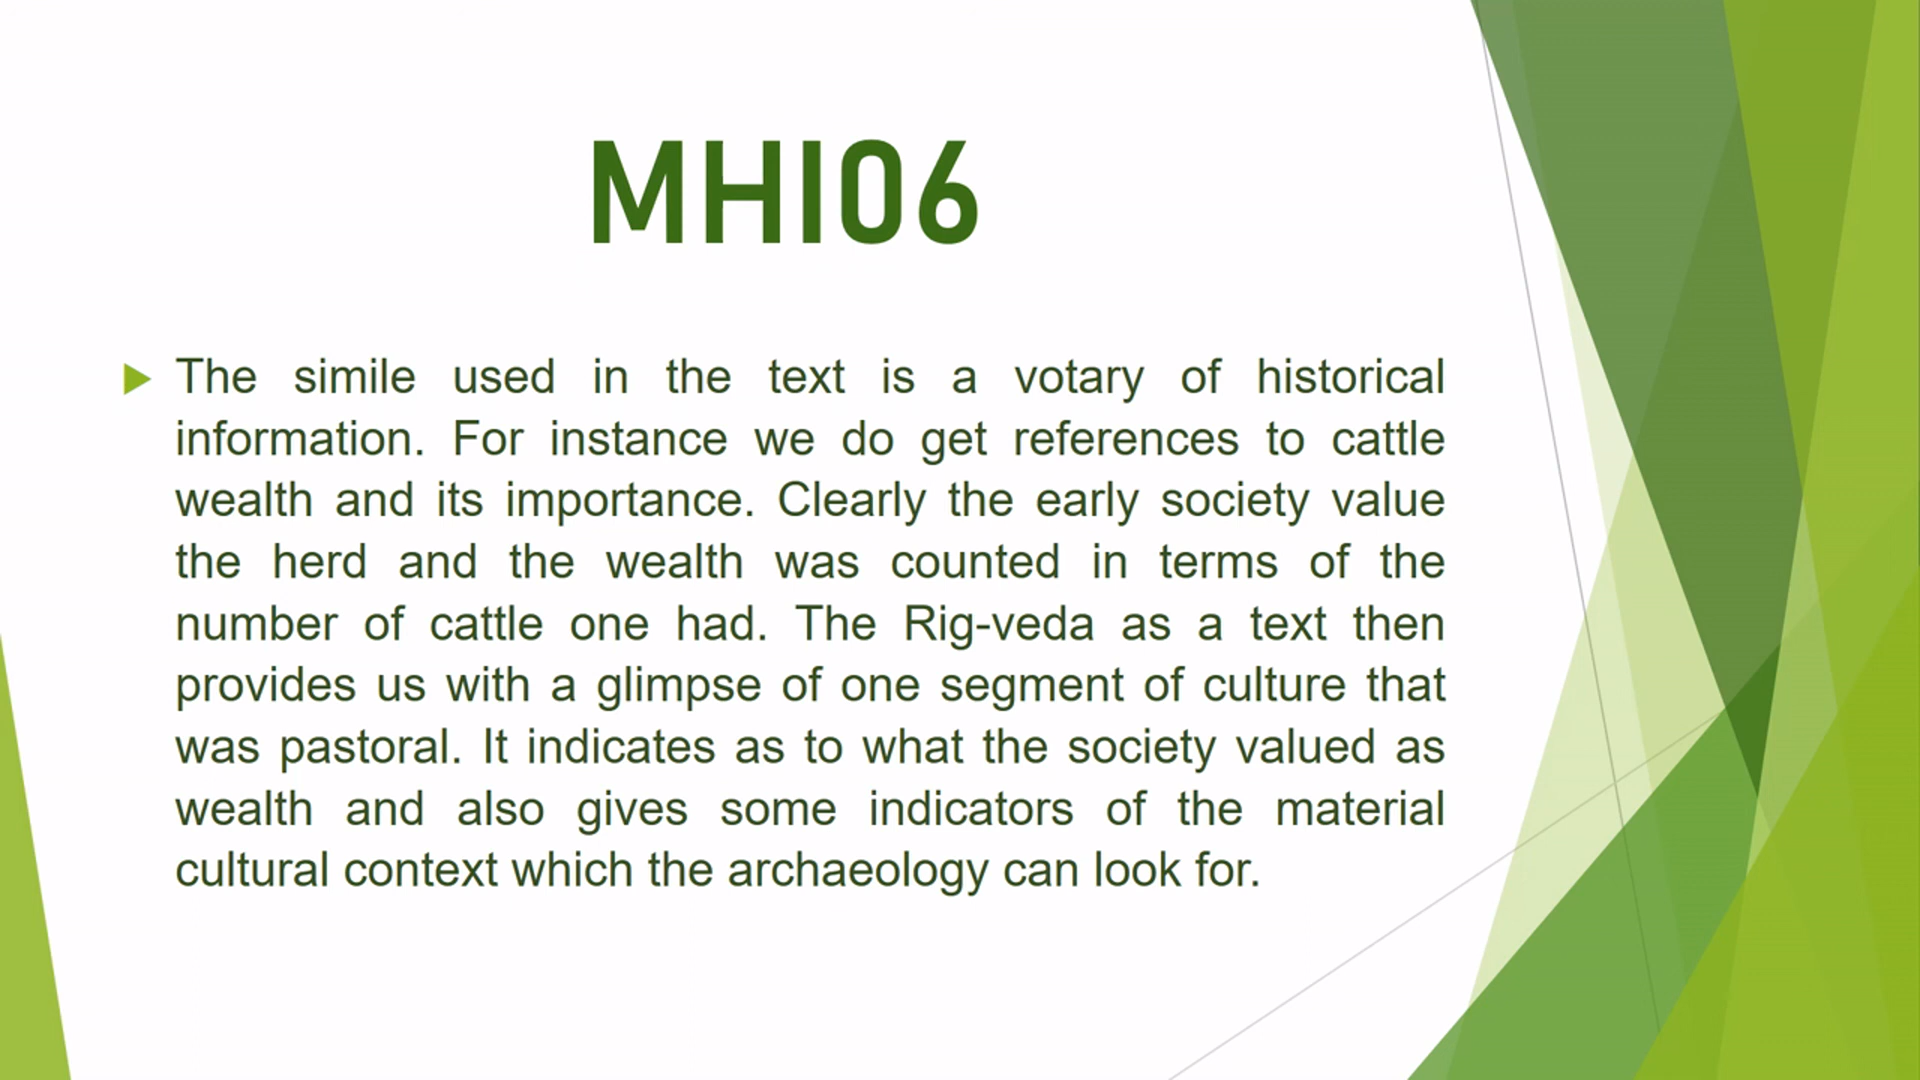 MHI06
The simile used in the text is a votary of historical
information. For instance we do get references to cattle
wealth and its importance. Clearly the early society value
the herd and the wealth was counted in terms of the
number of cattle one had. The Rig-veda as a text then
provides us with a glimpse of one segment of culture that
was pastoral. It indicates as to what the society valued as
wealth and also gives some indicators of the material
cultural context which the archaeology can look for.